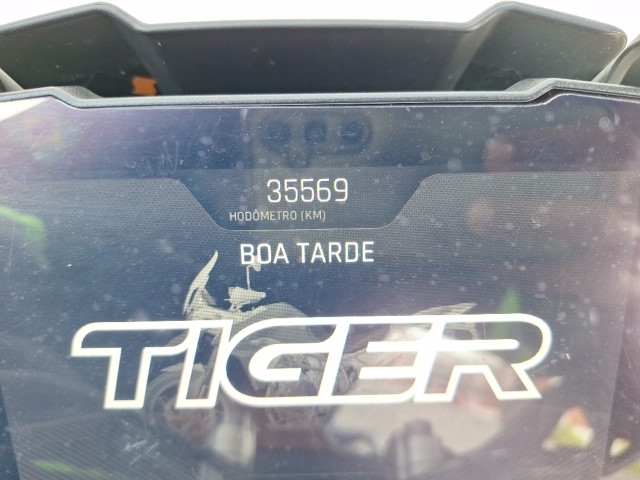 35569
HODÔMETRO (KM)
BOA TARDE
TIGER